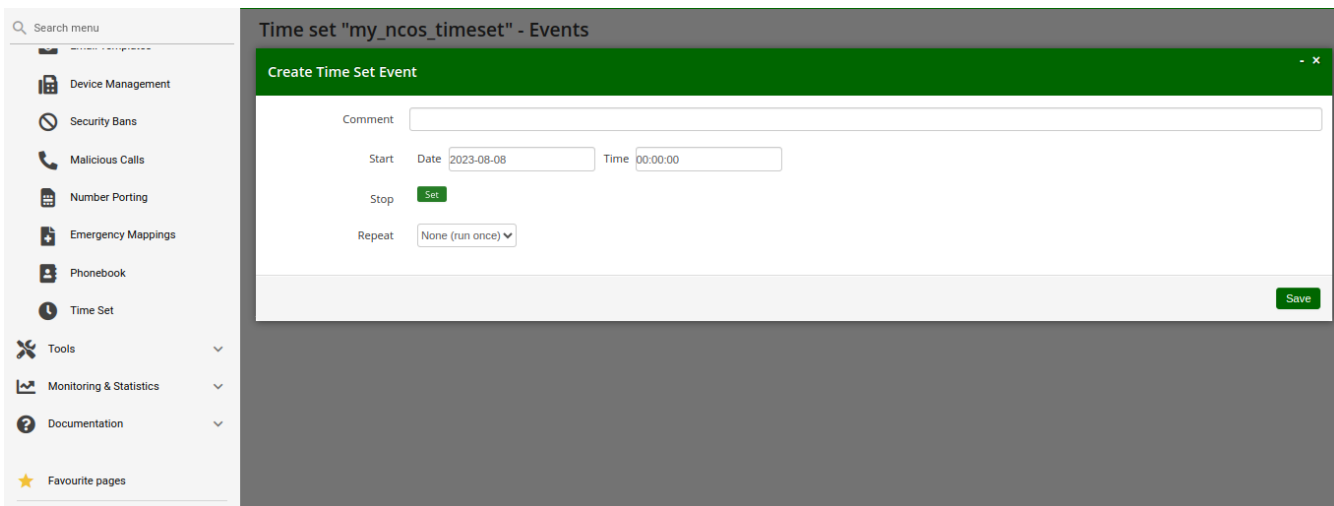 Search menu
Email Templates
Device Management
Security Bans
Malicious Calls
Number Porting
Emergency Mappings
Phonebook
Time Set
Tools
Monitoring & Statistics
Documentation
Favourite pages
Time set "my_ncos_timeset" - Events
Create Time Set Event
- ×
Comment
Start Date 2023-08-08 Time 00:00:00
Stop Set
Repeat None (run once)
Save